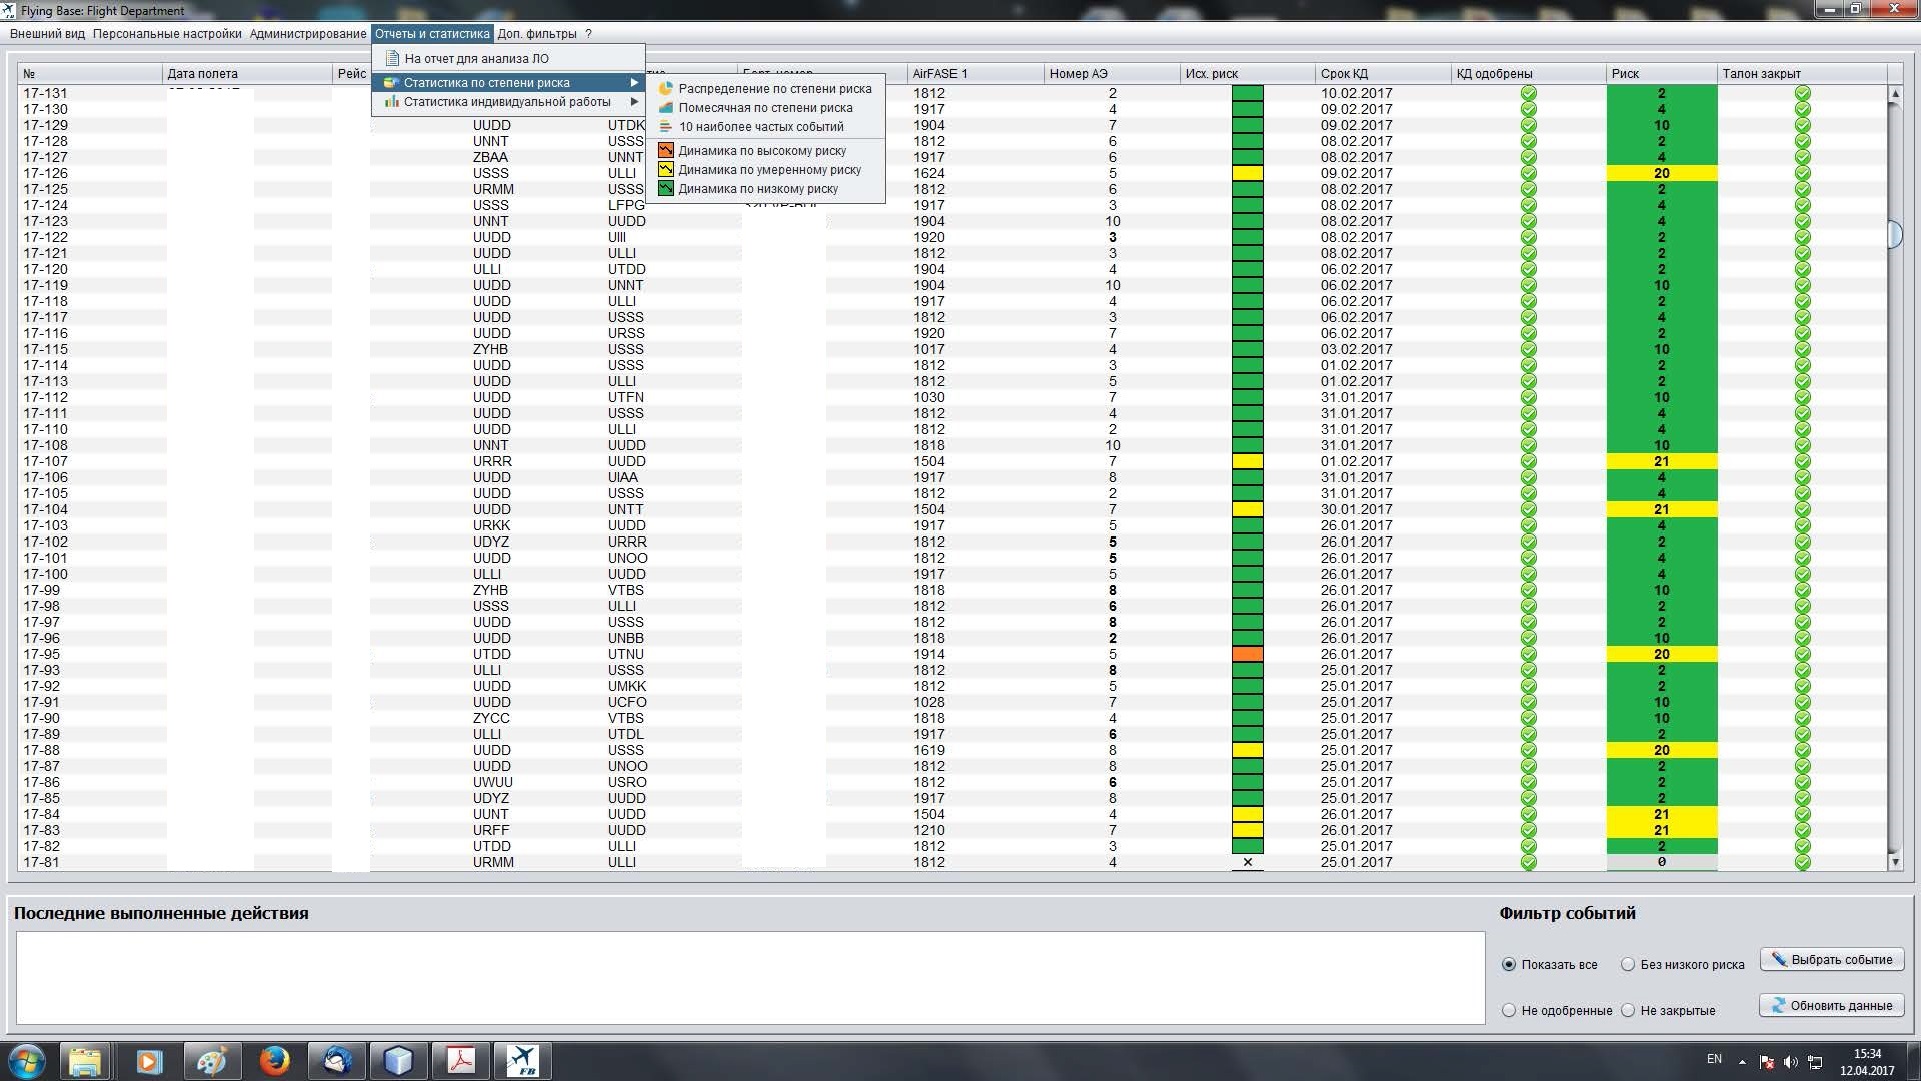 Flying Base: Flight Department
Внешний вид Персональные настройки Администрирование Отчеты и статистика Доп. фильтры ?
На отчет для анализа ЛО
Статистика по степени риска
Статистика индивидуальной работы
Распределение по степени риска
Помесячная по степени риска
10 наиболее частых событий
Динамика по высокому риску
Динамика по умеренному риску
Динамика по низкому риску
№ Дата полета Рейс AirFASE 1 Номер АЭ Исх. риск Срок КД КД одобрены Риск Талон закрыт
17-131 1812 2 10.02.2017 2
17-130 1917 4 09.02.2017 4
17-129 UUDD UTDK 1904 7 09.02.2017 10
17-128 UNNT USSS 1812 6 08.02.2017 2
17-127 ZBAA UNNT 1917 6 08.02.2017 4
17-126 USSS ULLI 1624 5 09.02.2017 20
17-125 URMM USSS 1812 6 08.02.2017 2
17-124 USSS LFPG 1917 3 08.02.2017 4
17-123 UNNT UUDD 1904 10 08.02.2017 4
17-122 UUDD UIII 1920 3 08.02.2017 2
17-121 UUDD ULLI 1812 3 08.02.2017 2
17-120 ULLI UTDD 1904 4 06.02.2017 2
17-119 UUDD UNNT 1904 10 06.02.2017 10
17-118 UUDD ULLI 1917 4 06.02.2017 2
17-117 UUDD USSS 1812 3 06.02.2017 4
17-116 UUDD URSS 1920 7 06.02.2017 2
17-115 ZYHB USSS 1017 4 03.02.2017 10
17-114 UUDD USSS 1812 3 01.02.2017 2
17-113 UUDD ULLI 1812 5 01.02.2017 2
17-112 UUDD UTFN 1030 7 31.01.2017 10
17-111 UUDD USSS 1812 4 31.01.2017 4
17-110 UUDD ULLI 1812 2 31.01.2017 4
17-108 UNNT UUDD 1818 10 31.01.2017 10
17-107 URRR UUDD 1504 7 01.02.2017 21
17-106 UUDD UIAA 1917 8 31.01.2017 4
17-105 UUDD USSS 1812 2 31.01.2017 4
17-104 UUDD UNTT 1504 7 30.01.2017 21
17-103 URKK UUDD 1917 5 26.01.2017 4
17-102 UDYZ URRR 1812 5 26.01.2017 2
17-101 UUDD UNOO 1812 5 26.01.2017 4
17-100 ULLI UUDD 1917 5 26.01.2017 4
17-99 ZYHB VTBS 1818 8 26.01.2017 10
17-98 USSS ULLI 1812 6 26.01.2017 2
17-97 UUDD USSS 1812 8 26.01.2017 2
17-96 UUDD UNBB 1818 2 26.01.2017 10
17-95 UTDD UTNU 1914 5 26.01.2017 20
17-93 ULLI USSS 1812 8 25.01.2017 2
17-92 UUDD UMKK 1812 5 25.01.2017 2
17-91 UUDD UCFO 1028 7 25.01.2017 10
17-90 ZYCC VTBS 1818 4 25.01.2017 10
17-89 ULLI UTDL 1917 6 25.01.2017 2
17-88 UUDD USSS 1619 8 25.01.2017 20
17-87 UUDD UNOO 1812 8 25.01.2017 2
17-86 UWUU USRO 1812 6 25.01.2017 2
17-85 UDYZ UUDD 1917 8 25.01.2017 2
17-84 UUNT UUDD 1504 4 26.01.2017 21
17-83 URFF UUDD 1210 7 26.01.2017 21
17-82 UTDD ULLI 1812 3 25.01.2017 2
17-81 URMM ULLI 1812 4 × 25.01.2017 0
Последние выполненные действия
Фильтр событий
Показать все Без низкого риска Выбрать событие
Не одобренные Не закрытые Обновить данные
FB
EN
15:34
12.04.2017